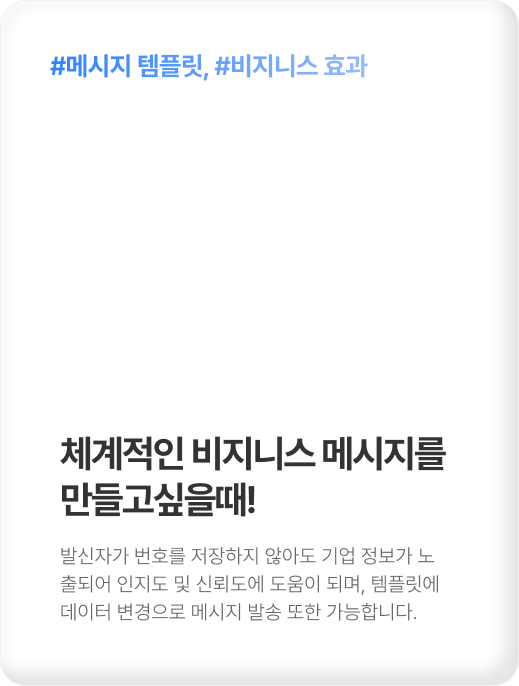 #메시지 템플릿, #비지니스 효과
체계적인 비지니스 메시지를
만들고싶을때!
발신자가 번호를 저장하지 않아도 기업 정보가 노
출되어 인지도 및 신뢰도에 도움이 되며, 템플릿에
데이터 변경으로 메시지 발송 또한 가능합니다.